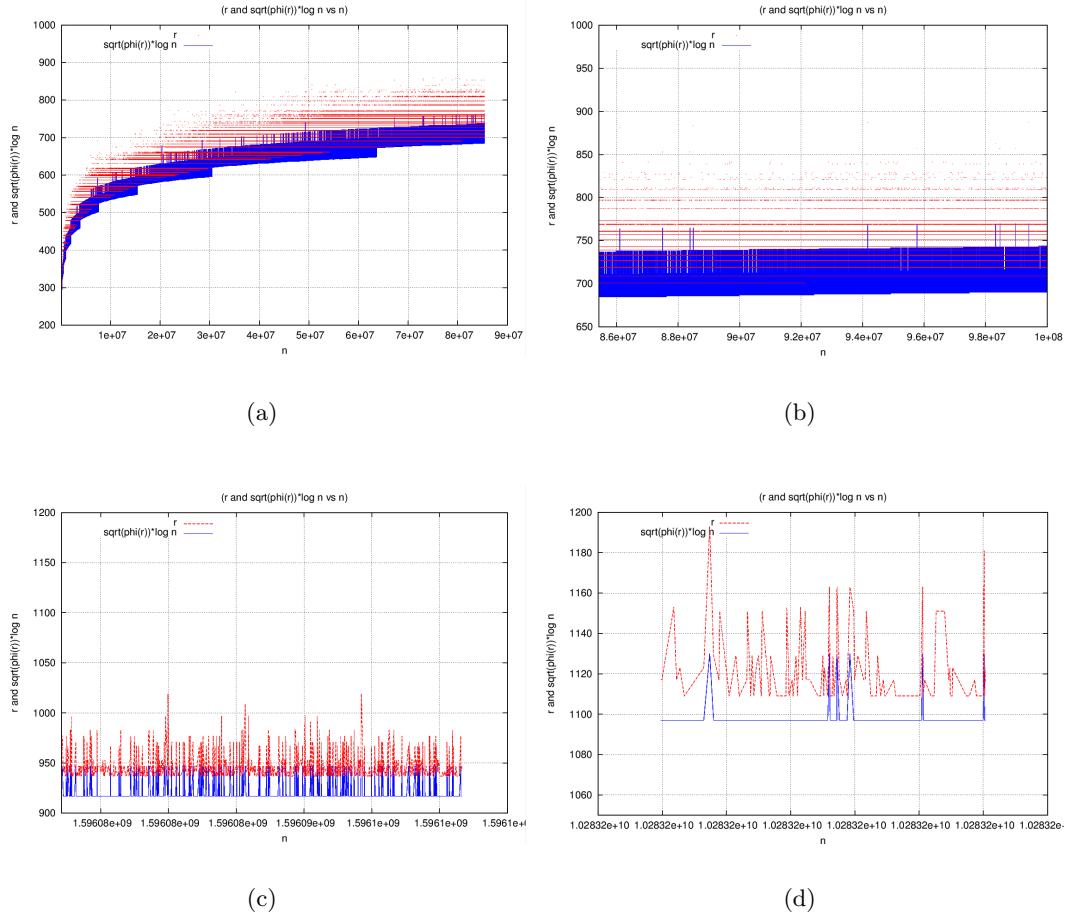 (r and sqrt(phi(r))*log n vs n)
r
sqrt(phi(r))*log n
r and sqrt(phi(r))*log n
1000
900
800
700
600
500
400
300
200
1e+07 2e+07 3e+07 4e+07 5e+07 6e+07 7e+07 8e+07 9e+07
n
(a)
(r and sqrt(phi(r))*log n vs n)
r
sqrt(phi(r))*log n
r and sqrt(phi(r))*log n
1000
950
900
850
800
750
700
650
8.6e+07 8.8e+07 9e+07 9.2e+07 9.4e+07 9.6e+07 9.8e+07 1e+08
n
(b)
(r and sqrt(phi(r))*log n vs n)
r
sqrt(phi(r))*log n
r and sqrt(phi(r))*log n
1200
1150
1100
1050
1000
950
900
1.59608e+09 1.59608e+09 1.59608e+09 1.59609e+09 1.5961e+09 1.5961e+09 1.5961e+
n
(c)
(r and sqrt(phi(r))*log n vs n)
r
sqrt(phi(r))*log n
r and sqrt(phi(r))*log n
1200
1180
1160
1140
1120
1100
1080
1060
1.02832e+10 1.02832e+10 1.02832e+10 1.02832e+10 1.02832e+10 1.02832e+10 1.02832e+10 1.02832e-
n
(d)